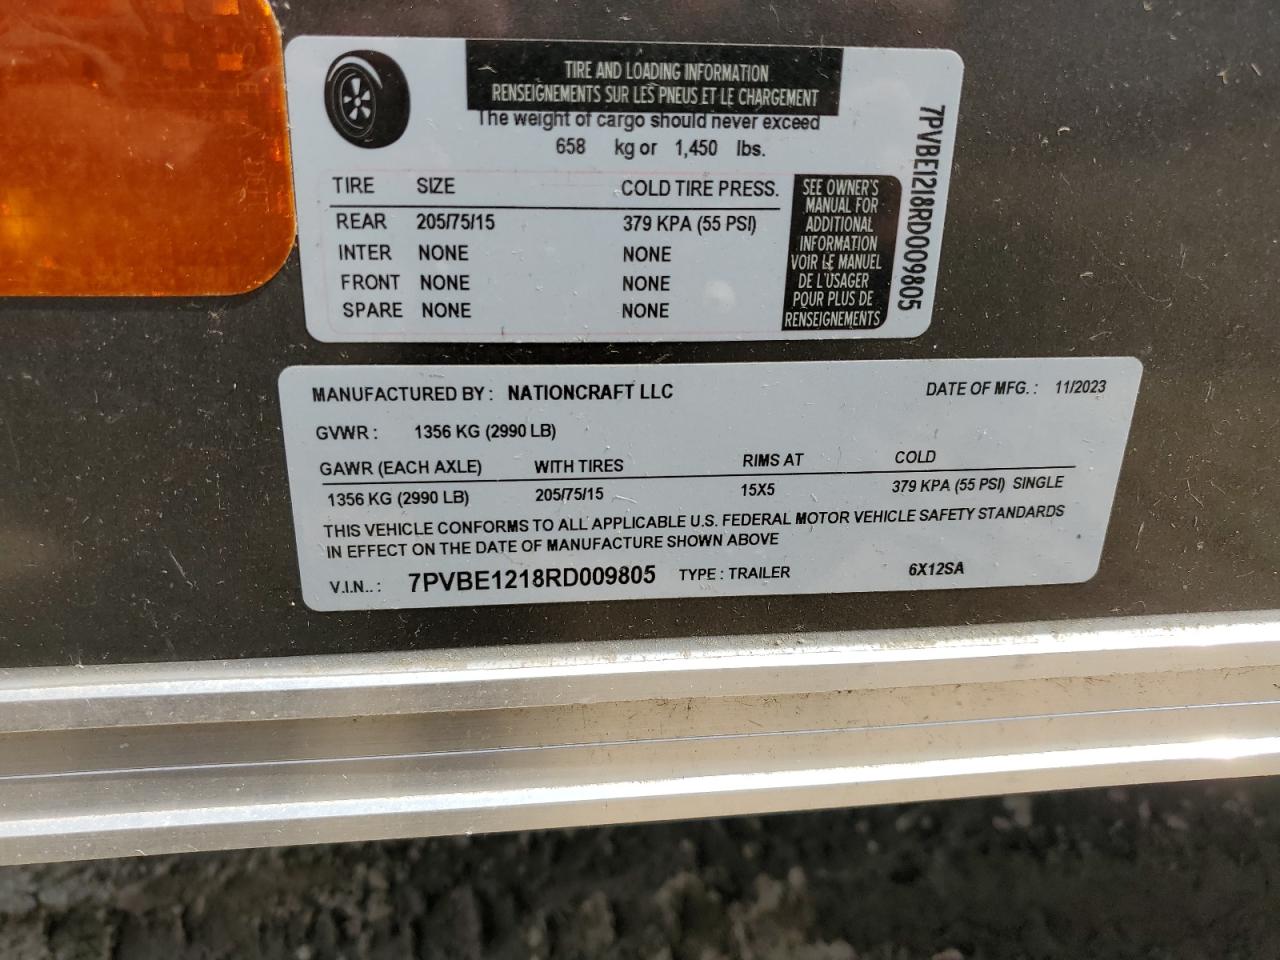 TIRE AND LOADING INFORMATION
RENSEIGNEMENTS SUR LES PNEUS ET LE CHARGEMENT
The weight of cargo should never exceed
658 kg or 1,450 lbs.
TIRE SIZE COLD TIRE PRESS.
REAR 205/75/15 379 KPA (55 PSI)
INTER NONE NONE
FRONT NONE NONE
SPARE NONE NONE
SEE OWNER'S
MANUAL FOR
ADDITIONAL
INFORMATION
VOIR LE MANUEL
DE L'USAGER
POUR PLUS DE
RENSEIGNEMENTS
7PVBE1218RD009805
MANUFACTURED BY : NATIONCRAFT LLC DATE OF MFG. : 11/2023
GVWR : 1356 KG (2990 LB)
GAWR (EACH AXLE) WITH TIRES RIMS AT COLD
1356 KG (2990 LB) 205/75/15 15X5 379 KPA (55 PSI) SINGLE
THIS VEHICLE CONFORMS TO ALL APPLICABLE U.S. FEDERAL MOTOR VEHICLE SAFETY STANDARDS
IN EFFECT ON THE DATE OF MANUFACTURE SHOWN ABOVE
V.I.N.. : 7PVBE1218RD009805 TYPE : TRAILER 6X12SA